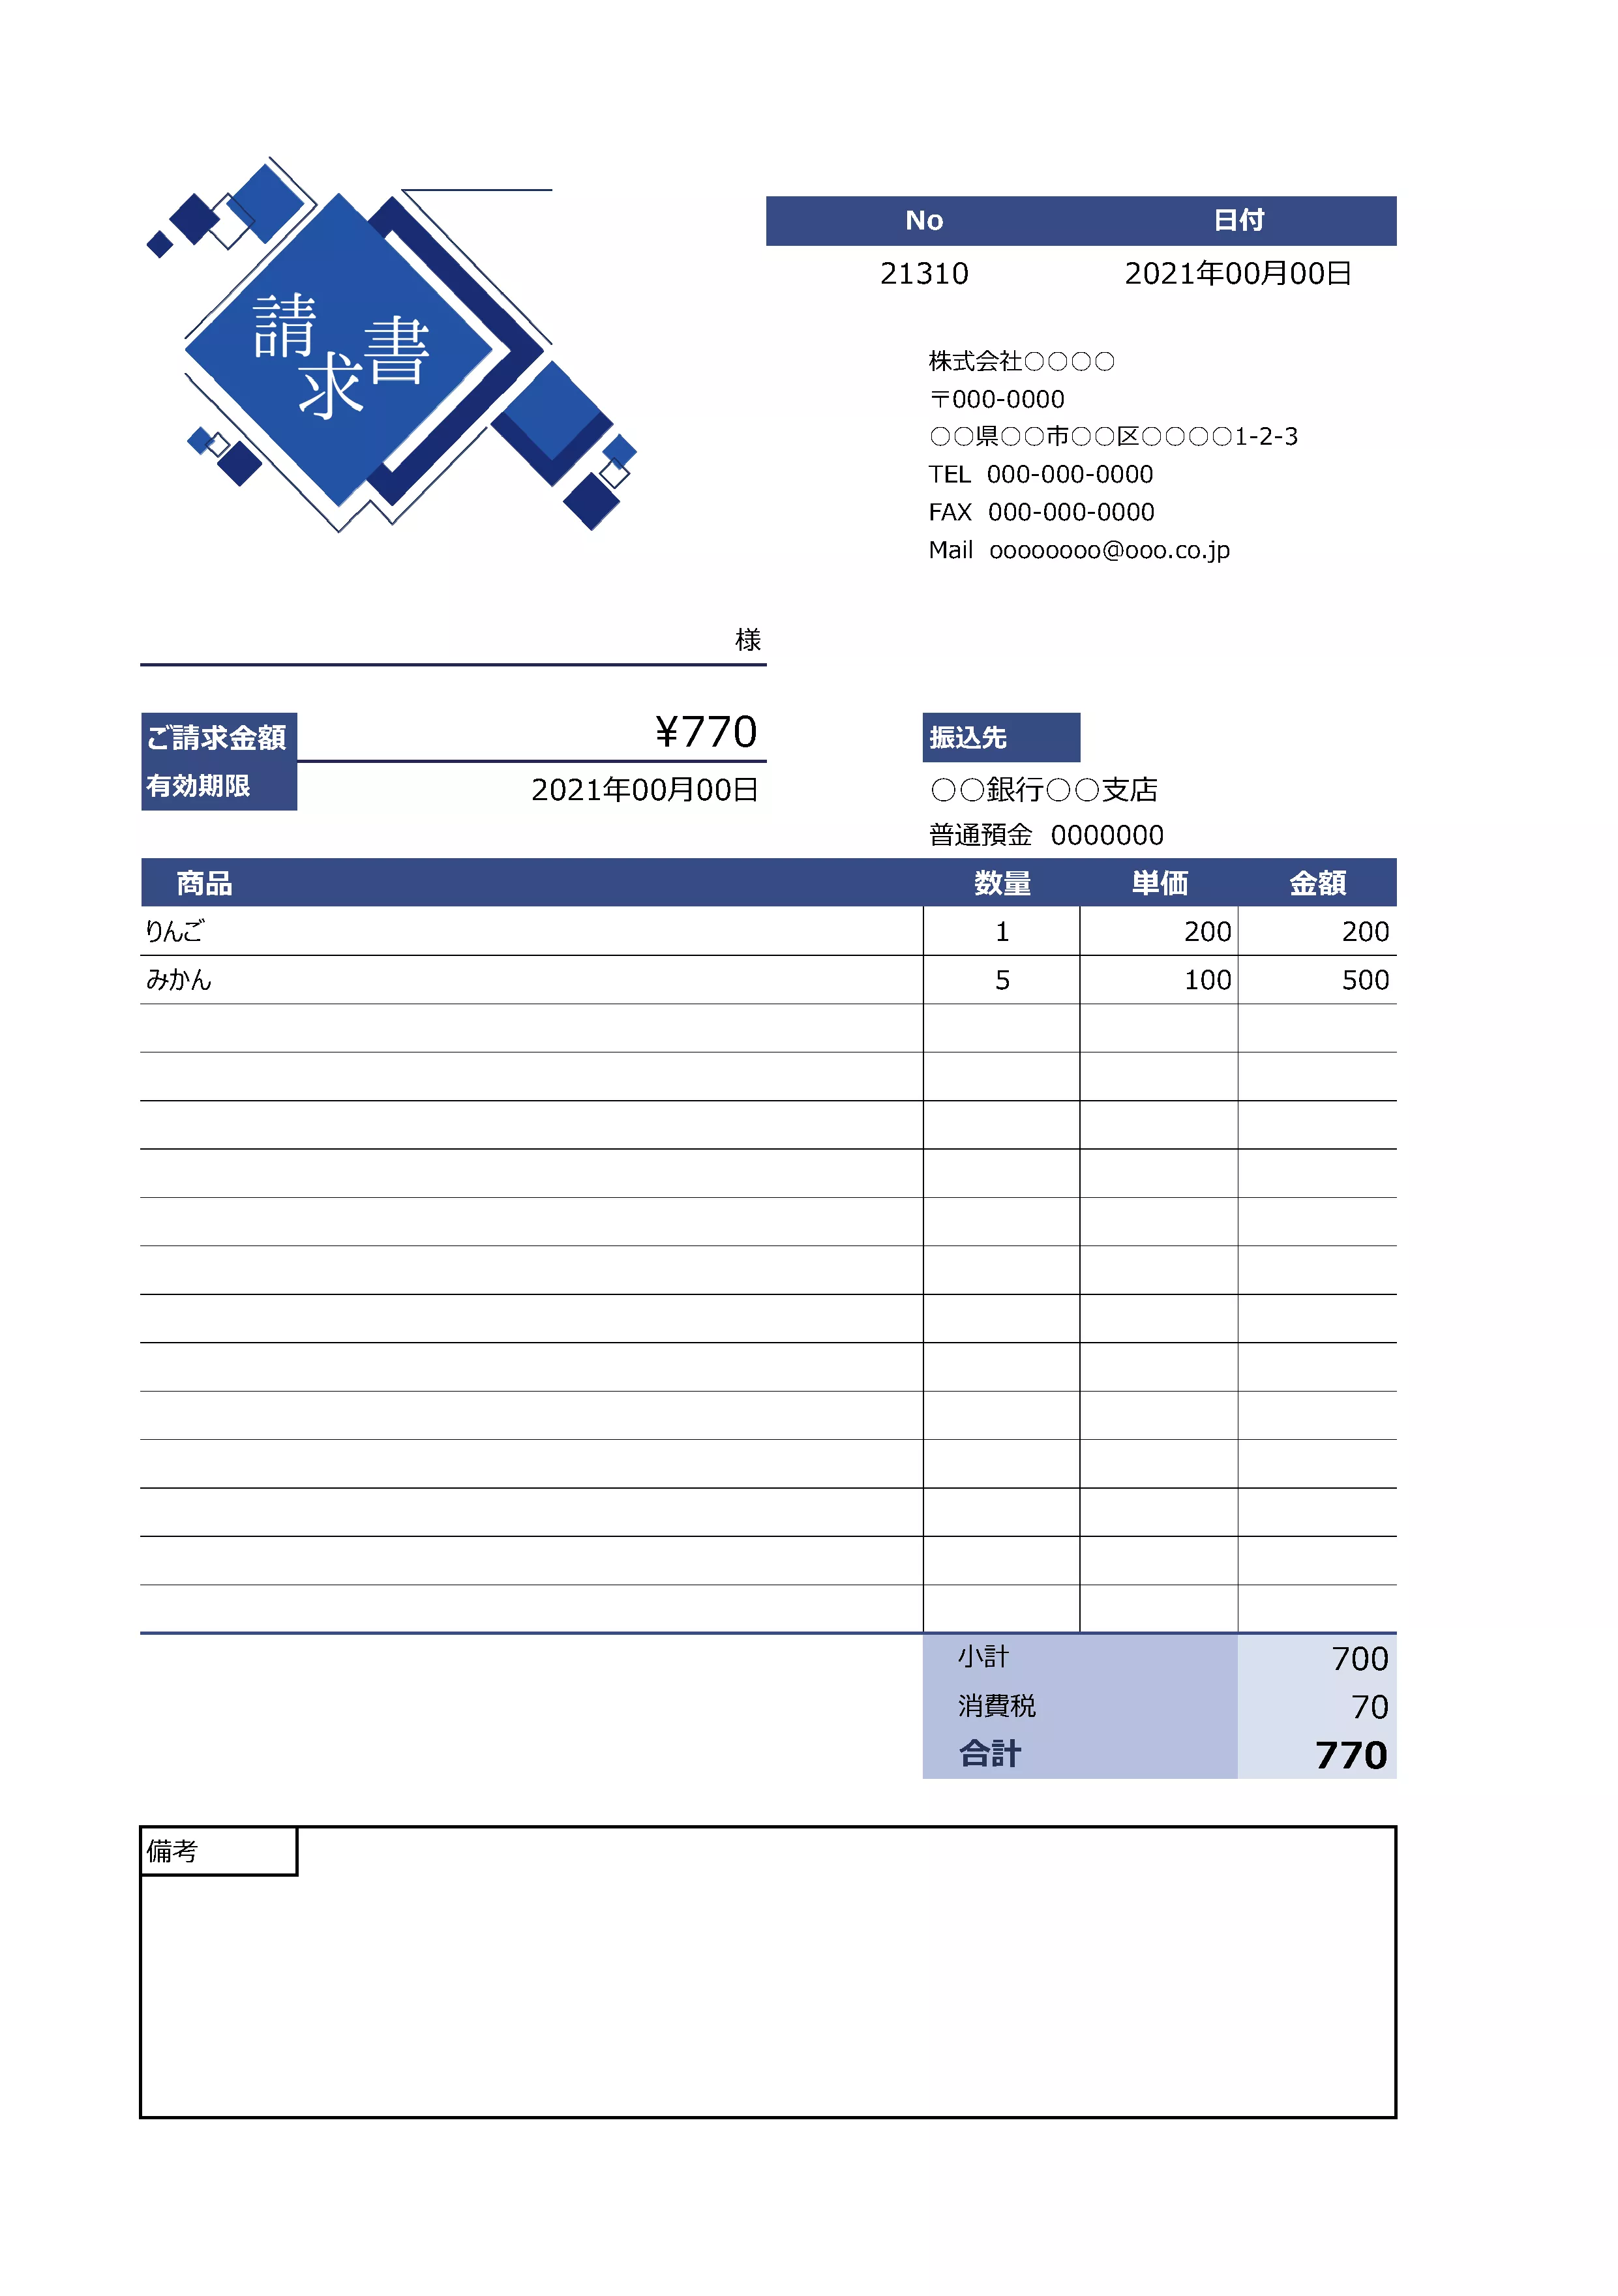 請求書
No 日付
21310 2021年00月00日
株式会社○○○○
〒000-0000
○○県○○市○○区○○○○1-2-3
TEL 000-000-0000
FAX 000-000-0000
Mail oooooooo@ooo.co.jp
様
ご請求金額 ¥770
有効期限 2021年00月00日
振込先
○○銀行○○支店
普通預金 0000000
商品 数量 単価 金額
りんご 1 200 200
みかん 5 100 500
小計 700
消費税 70
合計 770
備考